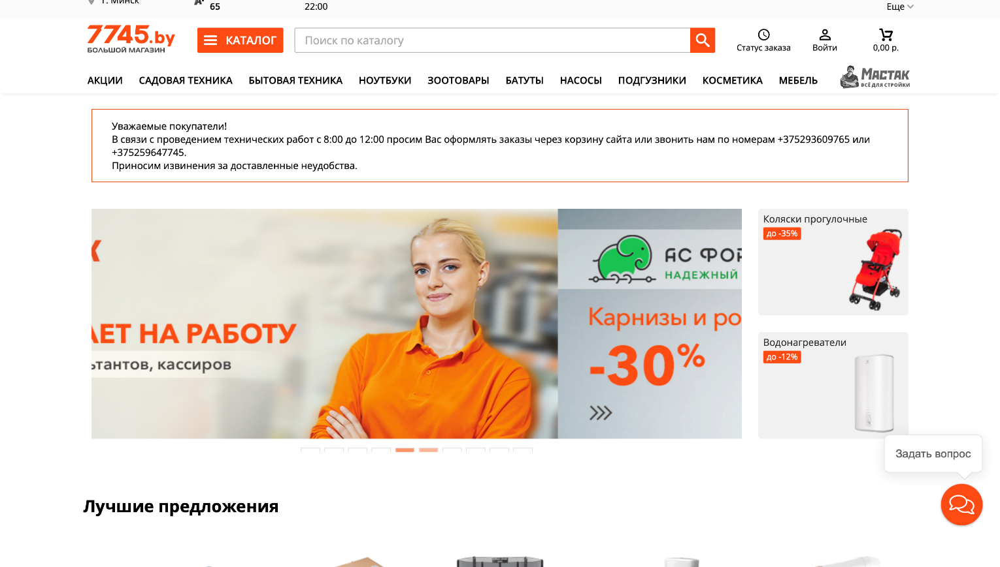 г. Минск
65
22:00
Еще
7745.by
БОЛЬШОЙ МАГАЗИН
КАТАЛОГ
Поиск по каталогу
Статус заказа
Войти
0,00 р.
АКЦИИ САДОВАЯ ТЕХНИКА БЫТОВАЯ ТЕХНИКА НОУТБУКИ ЗООТОВАРЫ БАТУТЫ НАСОСЫ ПОДГУЗНИКИ КОСМЕТИКА МЕБЕЛЬ
МАСТАК
ВСЁ ДЛЯ СТРОЙКИ
Уважаемые покупатели!
В связи с проведением технических работ с 8:00 до 12:00 просим Вас оформлять заказы через корзину сайта или звонить нам по номерам +375293609765 или
+375259647745.
Приносим извинения за доставленные неудобства.
АЕТ НА РАБОТУ
ьтантов, кассиров
АС ФОР
НАДЕЖНЫЙ
Карнизы и ро
-30%
Коляски прогулочные
до -35%
Водонагреватели
до -12%
Задать вопрос
Лучшие предложения